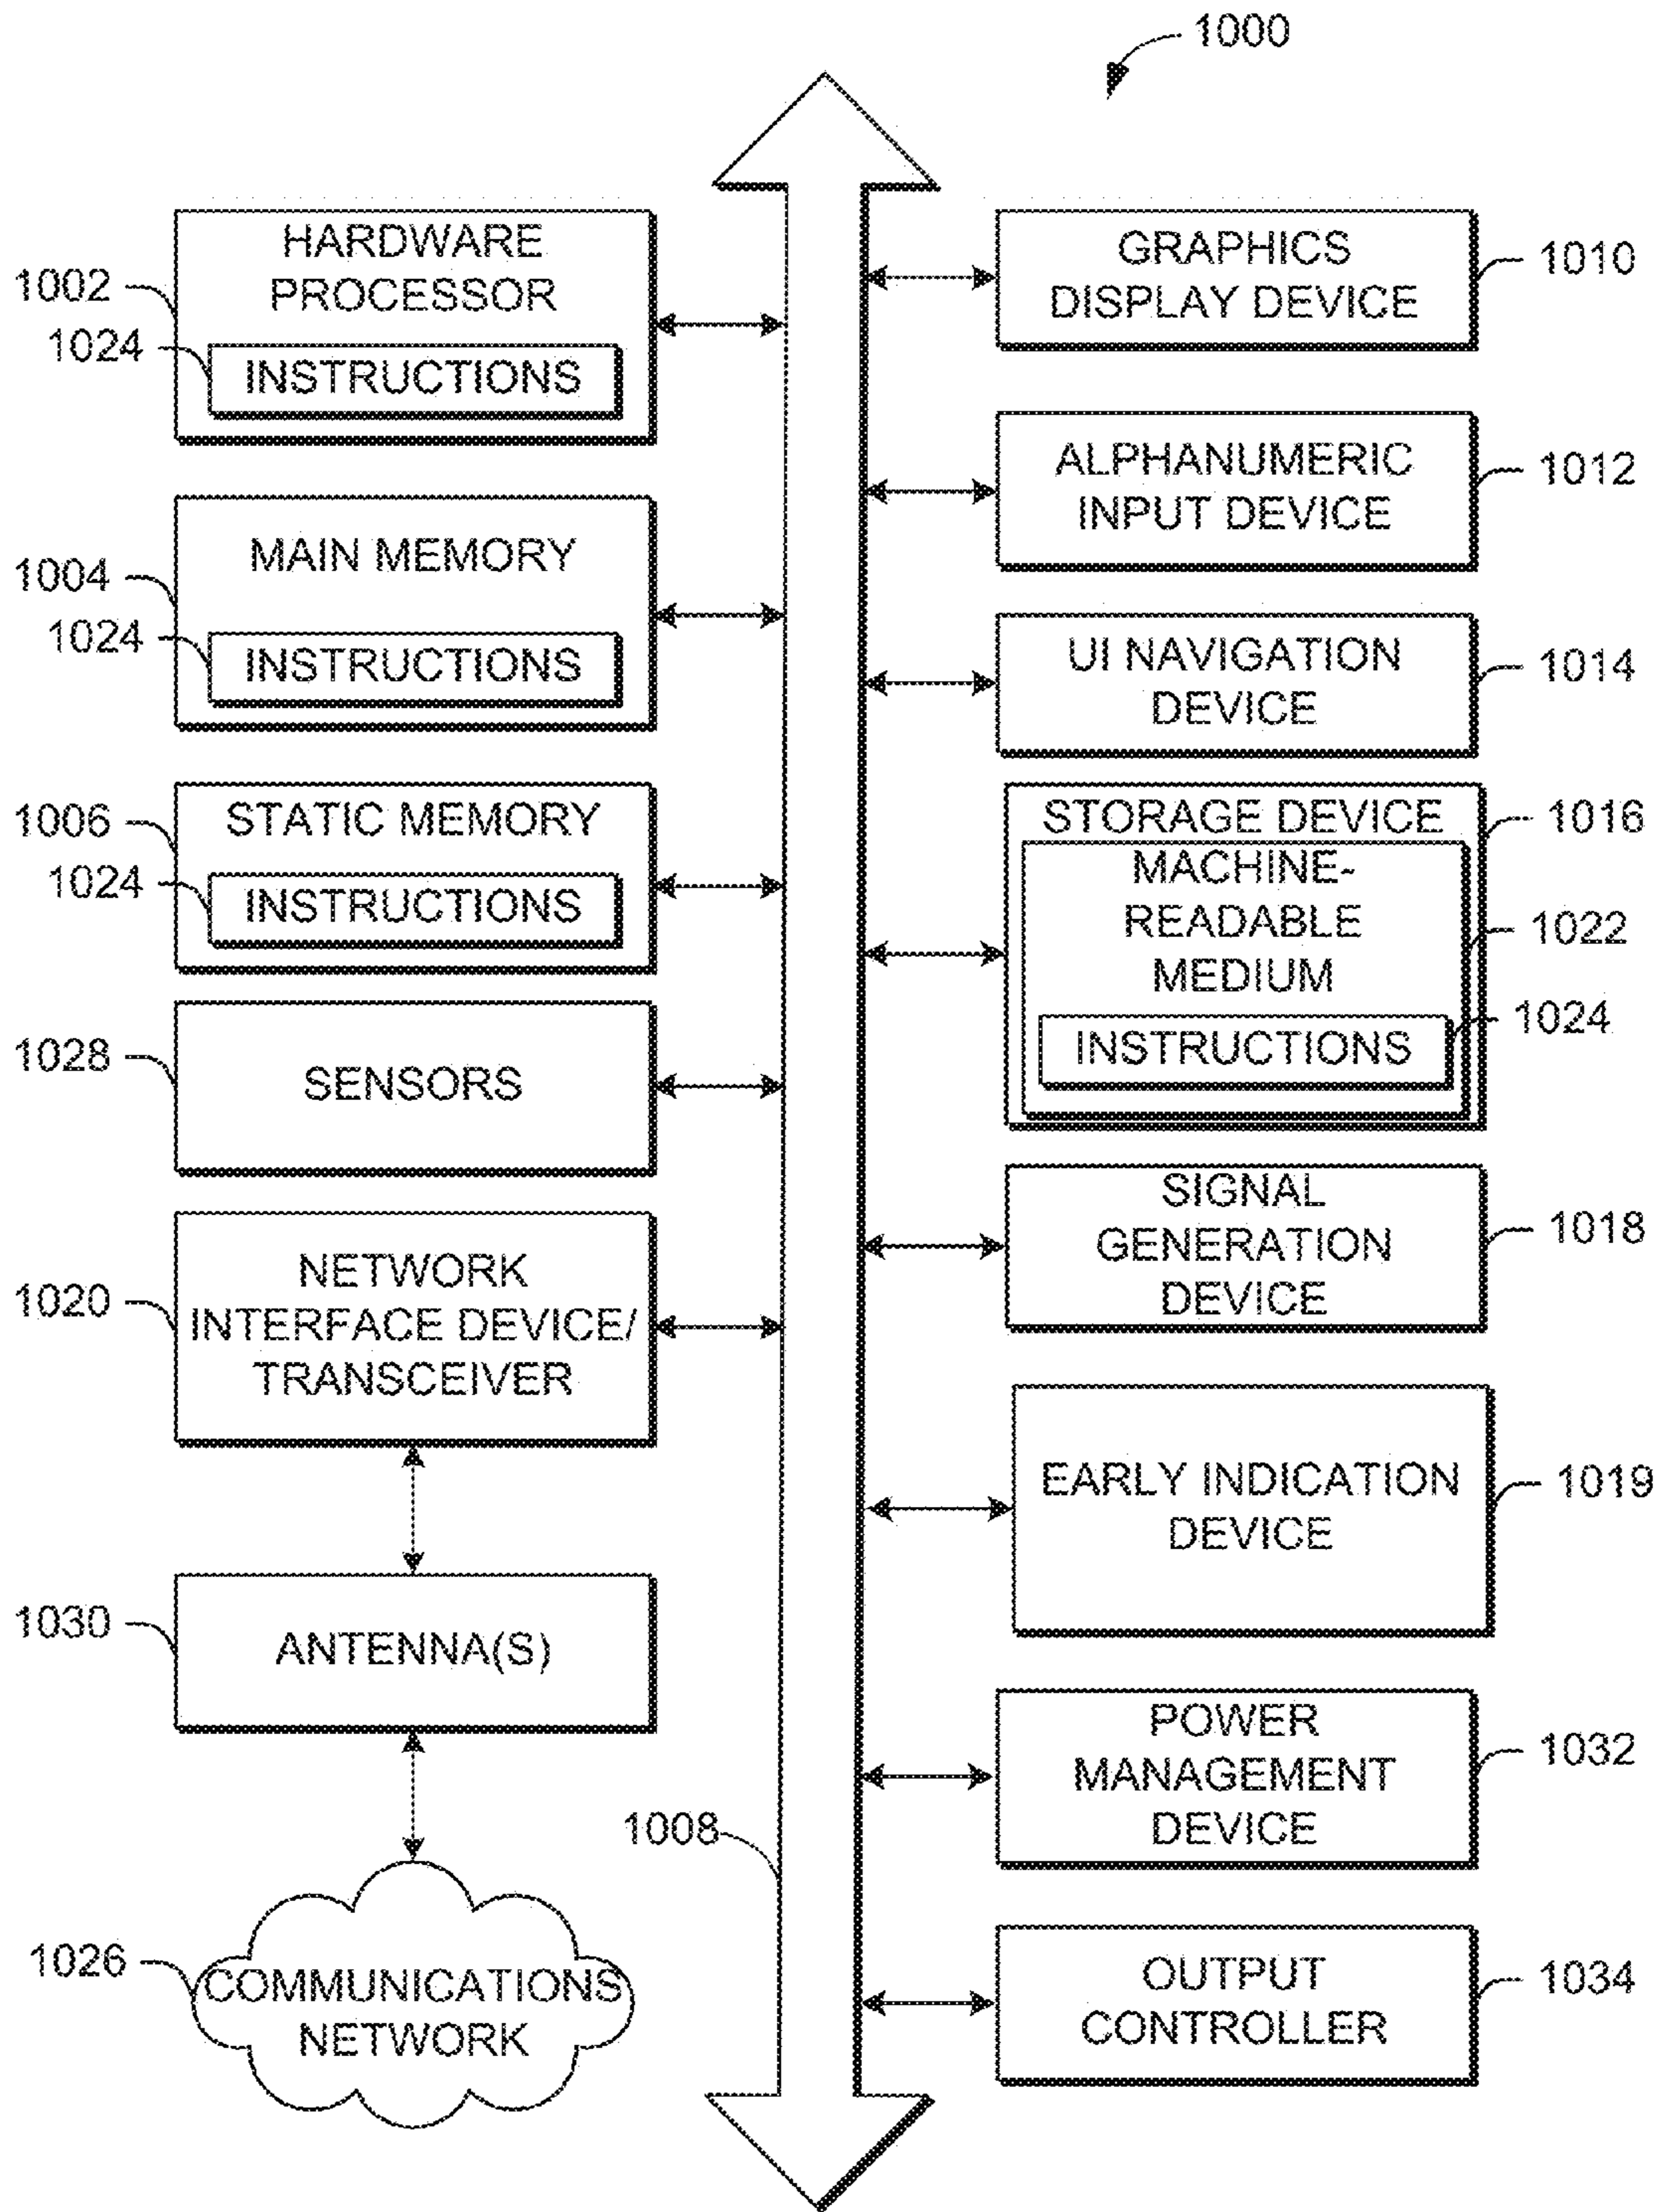 1000
HARDWARE
PROCESSOR
1002
1024
INSTRUCTIONS
MAIN MEMORY
1004
1024
INSTRUCTIONS
STATIC MEMORY
1006
1024
INSTRUCTIONS
1028
SENSORS
NETWORK
INTERFACE DEVICE/
TRANSCEIVER
1020
1030
ANTENNA(S)
1026
COMMUNICATIONS
NETWORK
1008
GRAPHICS
DISPLAY DEVICE
1010
ALPHANUMERIC
INPUT DEVICE
1012
UI NAVIGATION
DEVICE
1014
STORAGE DEVICE
1016
MACHINE-
READABLE
MEDIUM
1022
INSTRUCTIONS
1024
SIGNAL
GENERATION
DEVICE
1018
EARLY INDICATION
DEVICE
1019
POWER
MANAGEMENT
DEVICE
1032
OUTPUT
CONTROLLER
1034